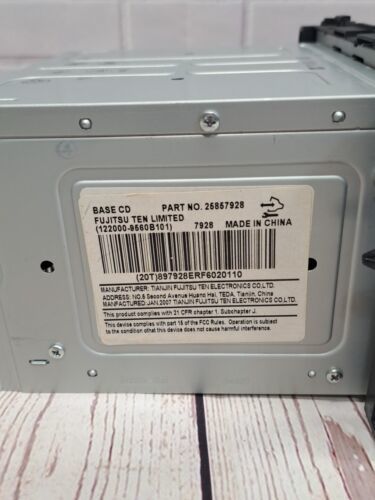 BASE CD PART NO. 25857928
FUJITSU TEN LIMITED
(122000-9560B101) 7928 MADE IN CHINA
(20T)897928ERF6020110
MANUFACTURER: TIANJIN FUJITSU TEN ELECTRONICS CO.,LTD.
ADDRESS: NO.6 Second Avenue Huand Hai, TEDA, Tianjin, China
MANUFACTURED: JAN.2007 TIANJIN FUJITSU TEN ELECTRONICS CO.,LTD.
This product complies with 21 CFR chapter 1, Subchapter J.
This device complies with part 15 of the FCC Rules. Operation is subject
to the condition that this device does not cause harmful interference.